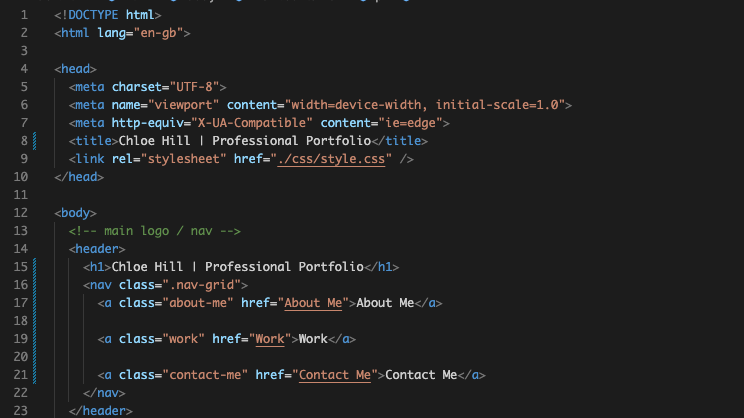 1 <!DOCTYPE html>
2 <html lang="en-gb">
3
4 <head>
5 <meta charset="UTF-8">
6 <meta name="viewport" content="width=device-width, initial-scale=1.0">
7 <meta http-equiv="X-UA-Compatible" content="ie=edge">
8 <title>Chloe Hill | Professional Portfolio</title>
9 <link rel="stylesheet" href="./css/style.css" />
10 </head>
11
12 <body>
13 <!-- main logo / nav -->
14 <header>
15 <h1>Chloe Hill | Professional Portfolio</h1>
16 <nav class=".nav-grid">
17 <a class="about-me" href="About Me">About Me</a>
18
19 <a class="work" href="Work">Work</a>
20
21 <a class="contact-me" href="Contact Me">Contact Me</a>
22 </nav>
23 </header>